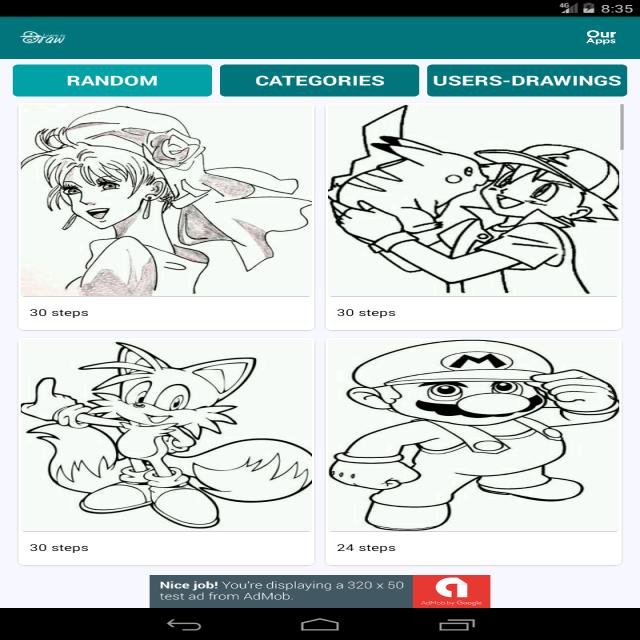 4G 8:35
Draw
Our
Apps
RANDOM
CATEGORIES
USERS-DRAWINGS
30 steps
30 steps
M
30 steps
24 steps
Nice job! You're displaying a 320 x 50
test ad from AdMob.
AdMob by Google